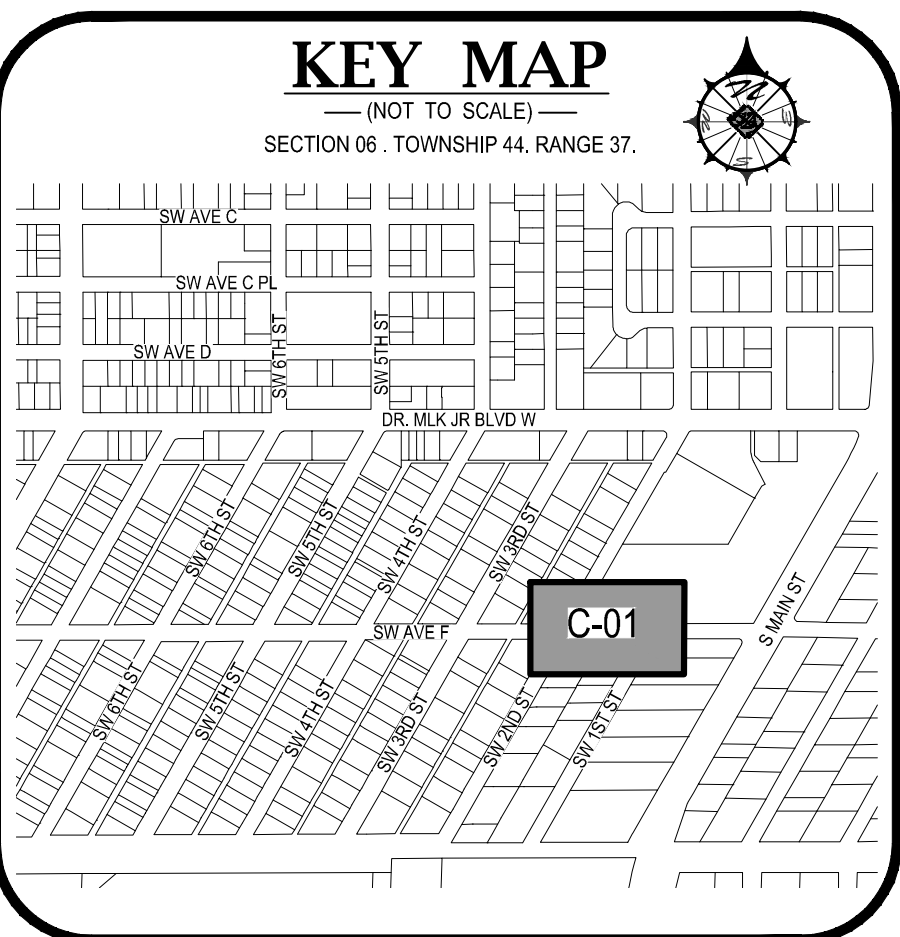 KEY MAP
(NOT TO SCALE)
SECTION 06 . TOWNSHIP 44. RANGE 37.
N
E
S
W
SW AVE C
SW AVE C PL
SW 6TH ST
SW 5TH ST
SW AVE D
DR. MLK JR BLVD W
SW 6TH ST
SW 5TH ST
SW 4TH ST
SW 3RD ST
S MAIN ST
C-01
SW AVE F
SW 6TH ST
SW 5TH ST
SW 4TH ST
SW 3RD ST
SW 2ND ST
SW 1ST ST